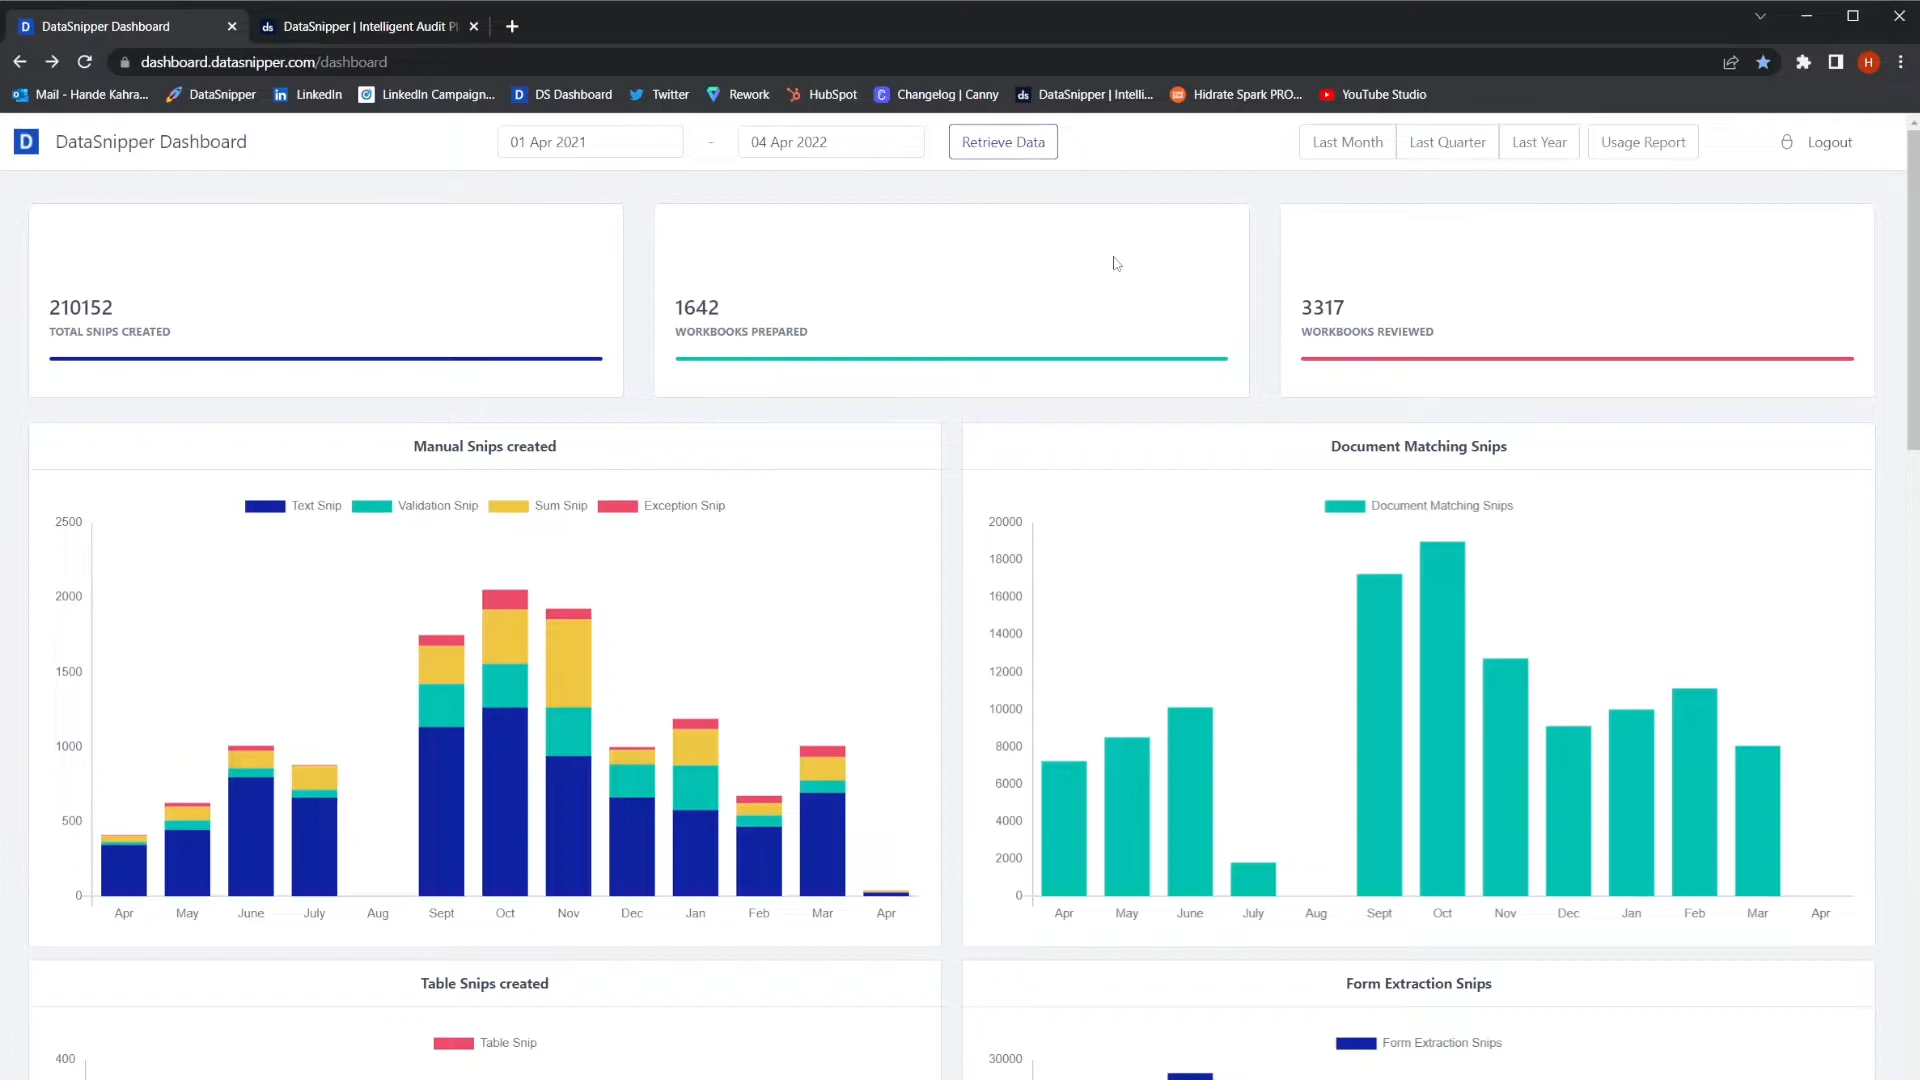 D DataSnipper Dashboard
ds DataSnipper | Intelligent Audit Pl
dashboard.datasnipper.com/dashboard
H
Mail - Hande Kahra...
DataSnipper
in LinkedIn
LinkedIn Campaign...
D DS Dashboard
Twitter
Rework
HubSpot
C Changelog | Canny
ds DataSnipper | Intelli...
Hidrate Spark PRO...
YouTube Studio
D DataSnipper Dashboard
01 Apr 2021 - 04 Apr 2022
Retrieve Data
Last Month
Last Quarter
Last Year
Usage Report
Logout
210152
TOTAL SNIPS CREATED
1642
WORKBOOKS PREPARED
3317
WORKBOOKS REVIEWED
Manual Snips created
Text Snip Validation Snip Sum Snip Exception Snip
2500
2000
1500
1000
500
0
Apr May June July Aug Sept Oct Nov Dec Jan Feb Mar Apr
Document Matching Snips
Document Matching Snips
20000
18000
16000
14000
12000
10000
8000
6000
4000
2000
0
Apr May June July Aug Sept Oct Nov Dec Jan Feb Mar Apr
Table Snips created
Table Snip
400
Form Extraction Snips
Form Extraction Snips
30000